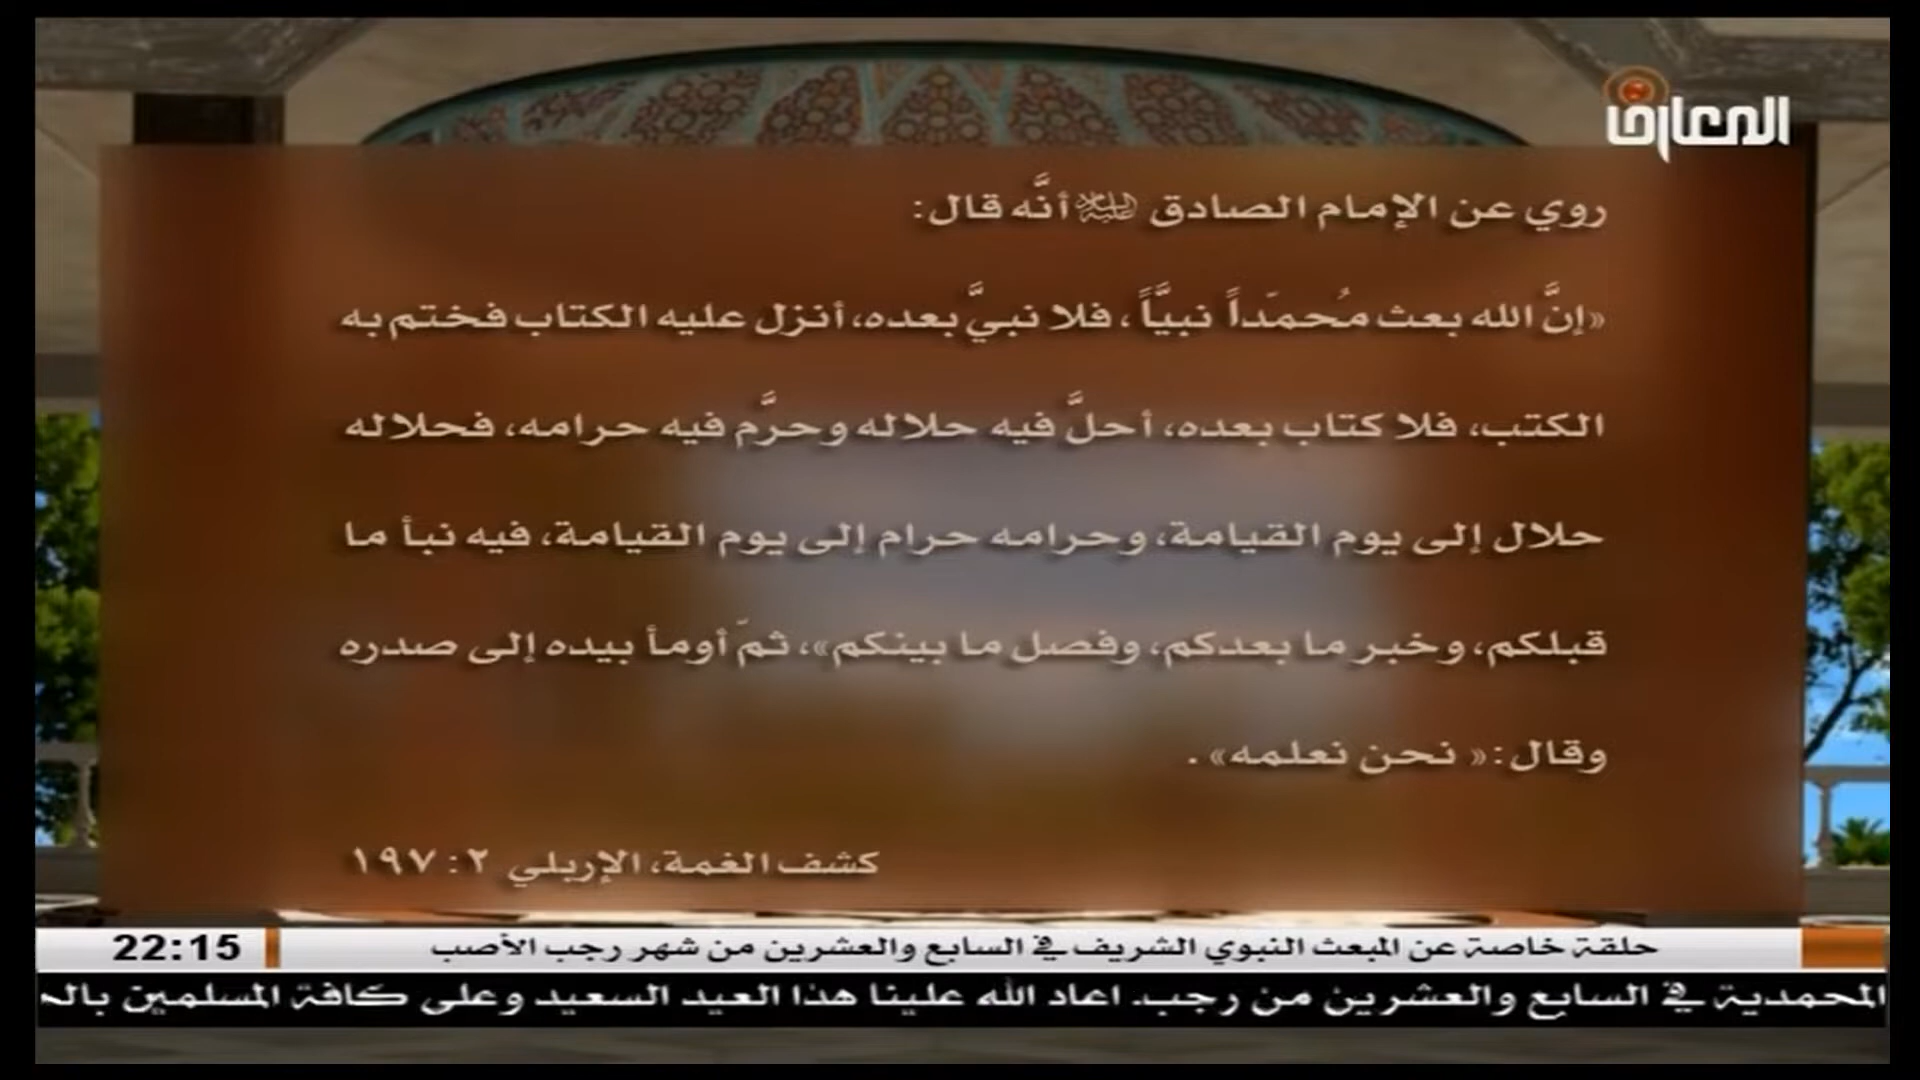 المعارف
روي عن الإمام الصادق عليه السلام أنَّه قال:
«إنَّ الله بعث مُحمَداً نبيَّاً ، فلا نبيَّ بعده، أنزل عليه الكتاب فختم به
الكتب، فلا كتاب بعده، أحلَّ فيه حلاله وحرَّم فيه حرامه، فحلاله
حلال إلى يوم القيامة، وحرامه حرام إلى يوم القيامة، فيه نبأ ما
قبلكم، وخبر ما بعدكم، وفصل ما بينكم»، ثمَ أومأ بيده إلى صدره
وقال: « نحن نعلمه» .
كشف الغمة، الإربلي ٢: ١٩٧
حلقة خاصة عن المبعث النبوي الشريف في السابع والعشرين من شهر رجب الأصب 22:15
المحمدية في السابع والعشرين من رجب. اعاد الله علينا هذا العيد السعيد وعلى كافة المسلمين